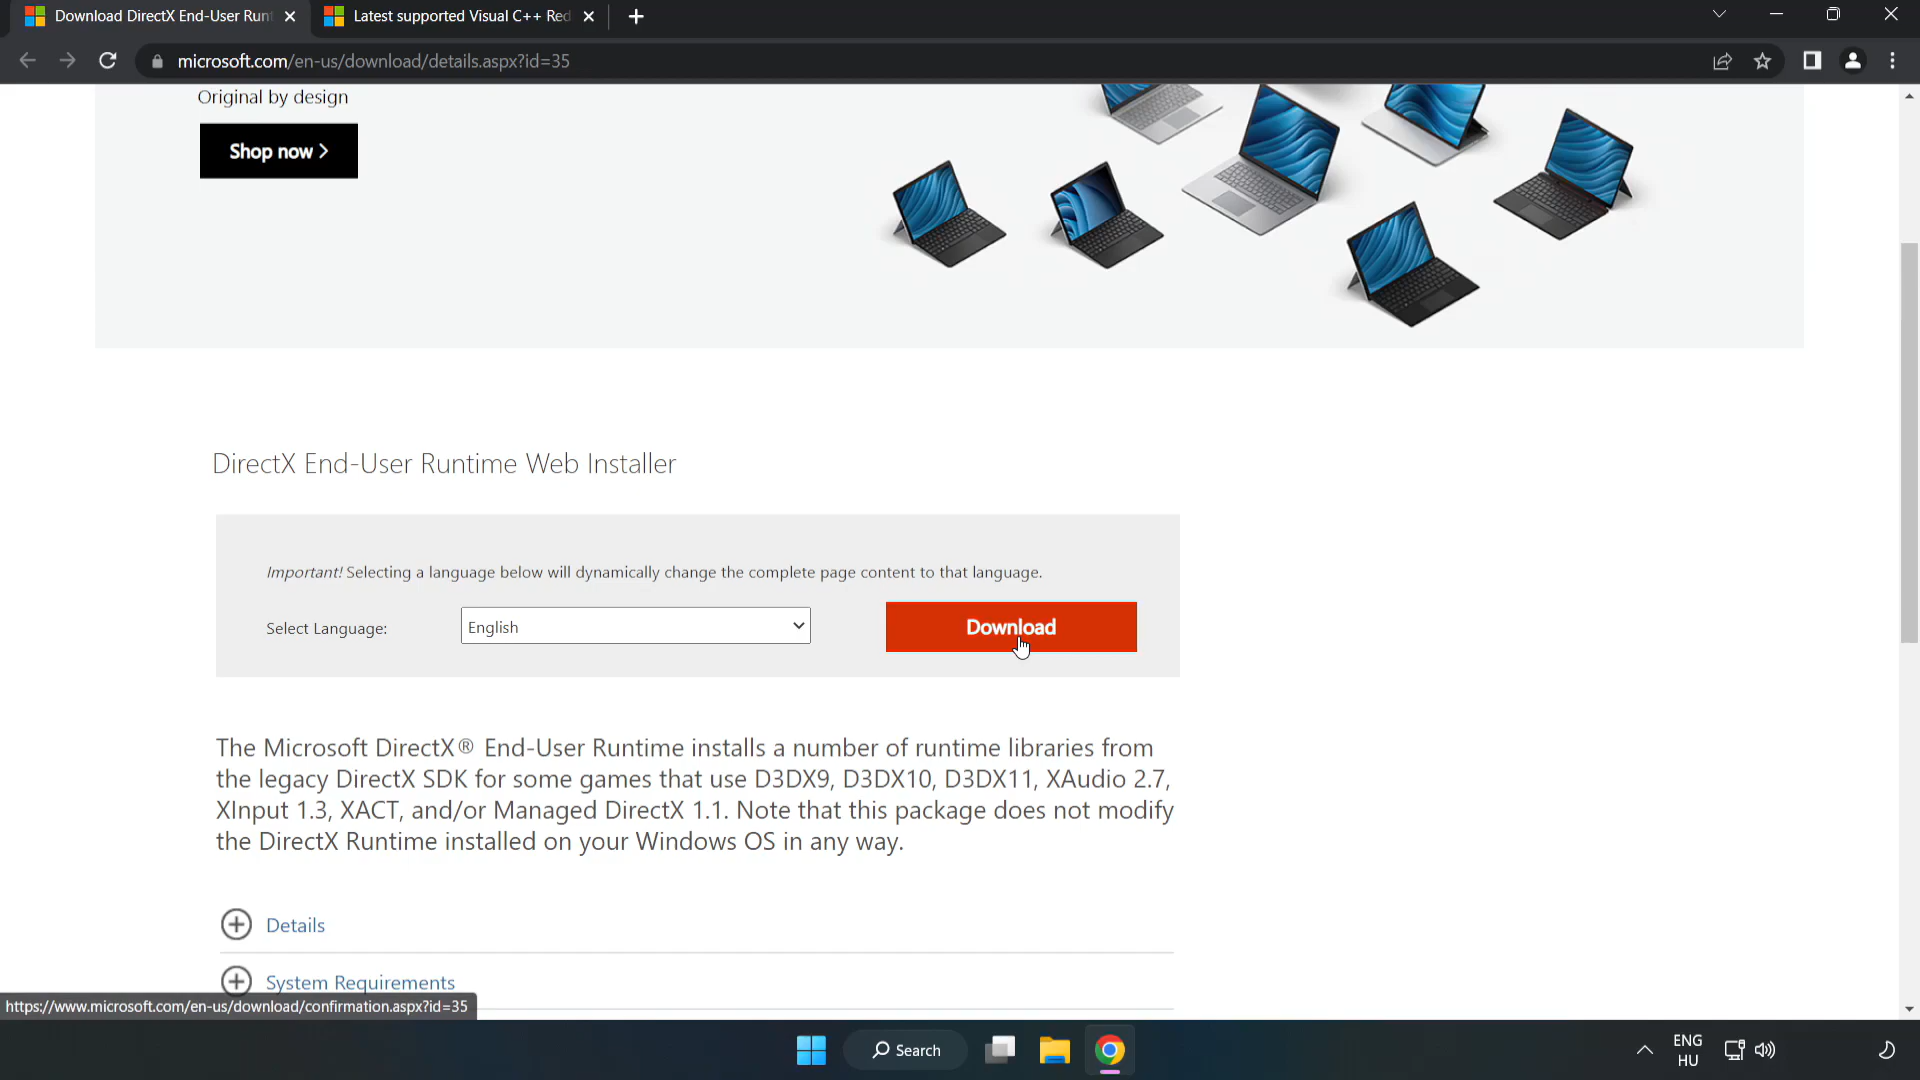 Download DirectX End-User Runt
Latest supported Visual C++ Red
microsoft.com/en-us/download/details.aspx?id=35
Original by design
Shop now
DirectX End-User Runtime Web Installer
Important! Selecting a language below will dynamically change the complete page content to that language.
Select Language:
English
Download
The Microsoft DirectX® End-User Runtime installs a number of runtime libraries from
the legacy DirectX SDK for some games that use D3DX9, D3DX10, D3DX11, XAudio 2.7,
XInput 1.3, XACT, and/or Managed DirectX 1.1. Note that this package does not modify
the DirectX Runtime installed on your Windows OS in any way.
Details
System Requirements
https://www.microsoft.com/en-us/download/confirmation.aspx?id=35
Search
ENG
HU